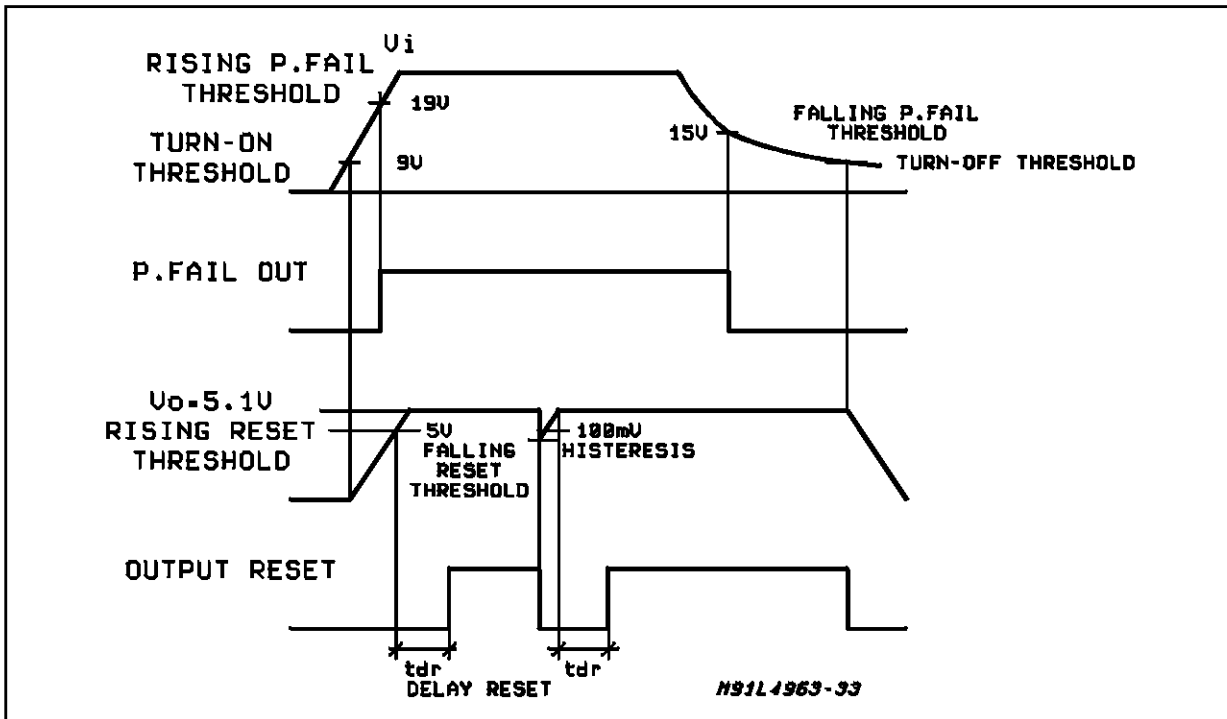 Vi
RISING P.FAIL
THRESHOLD
19V
TURN-ON
THRESHOLD
9V
15V
FALLING P.FAIL
THRESHOLD
TURN-OFF THRESHOLD
P.FAIL OUT
Vo=5.1V
RISING RESET
THRESHOLD
5V
FALLING
RESET
THRESHOLD
100mV
HISTERESIS
OUTPUT RESET
tdr
tdr
DELAY RESET
M91L4963-33